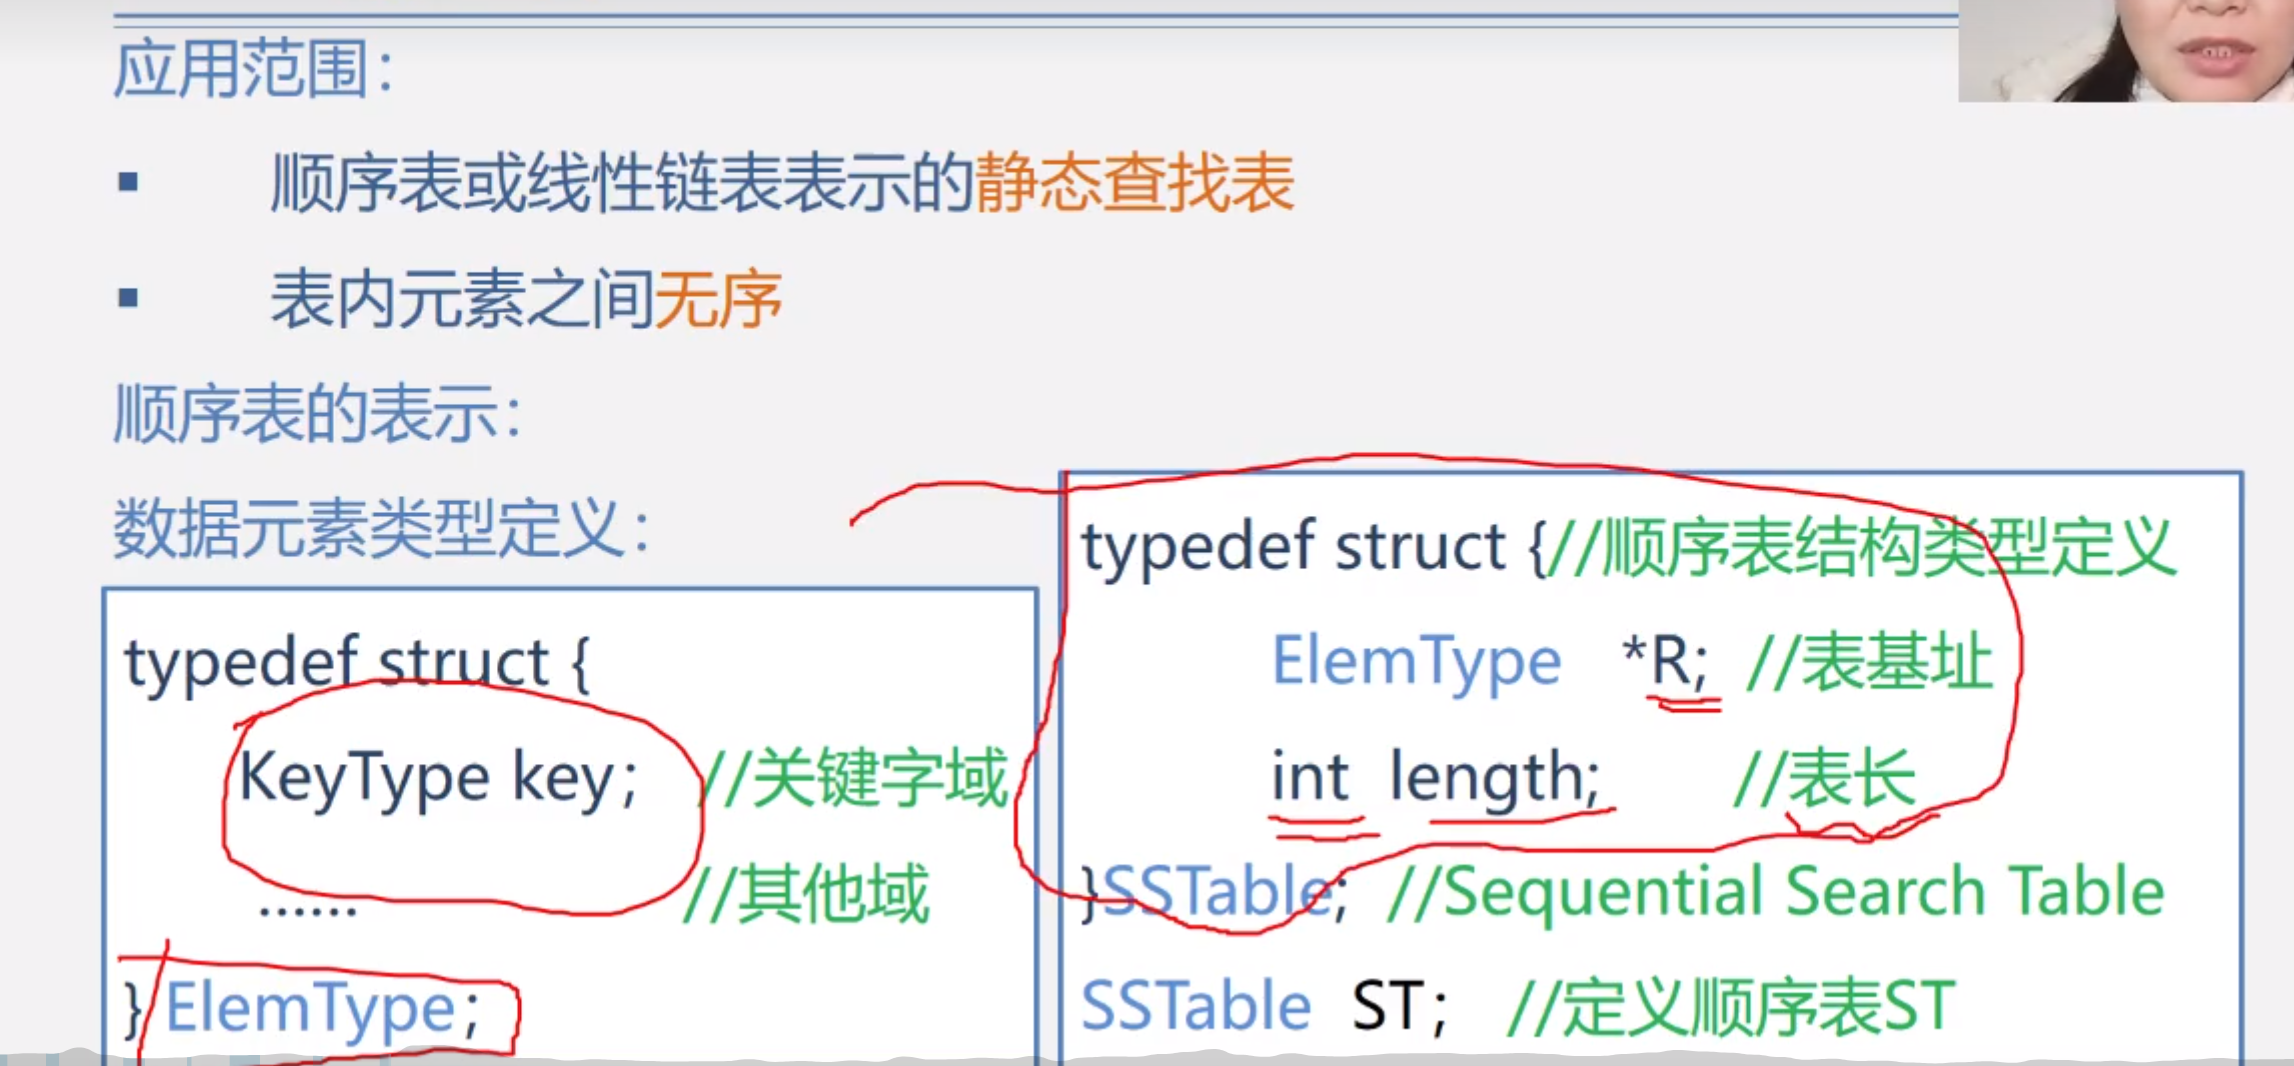 应用范围：
▪ 顺序表或线性链表表示的静态查找表
▪ 表内元素之间无序
顺序表的表示：
数据元素类型定义：
typedef struct {
KeyType key; //关键字域
...... //其他域
} ElemType;
typedef struct {//顺序表结构类型定义
ElemType *R; //表基址
int length; //表长
}SSTable; //Sequential Search Table
SSTable ST; //定义顺序表ST